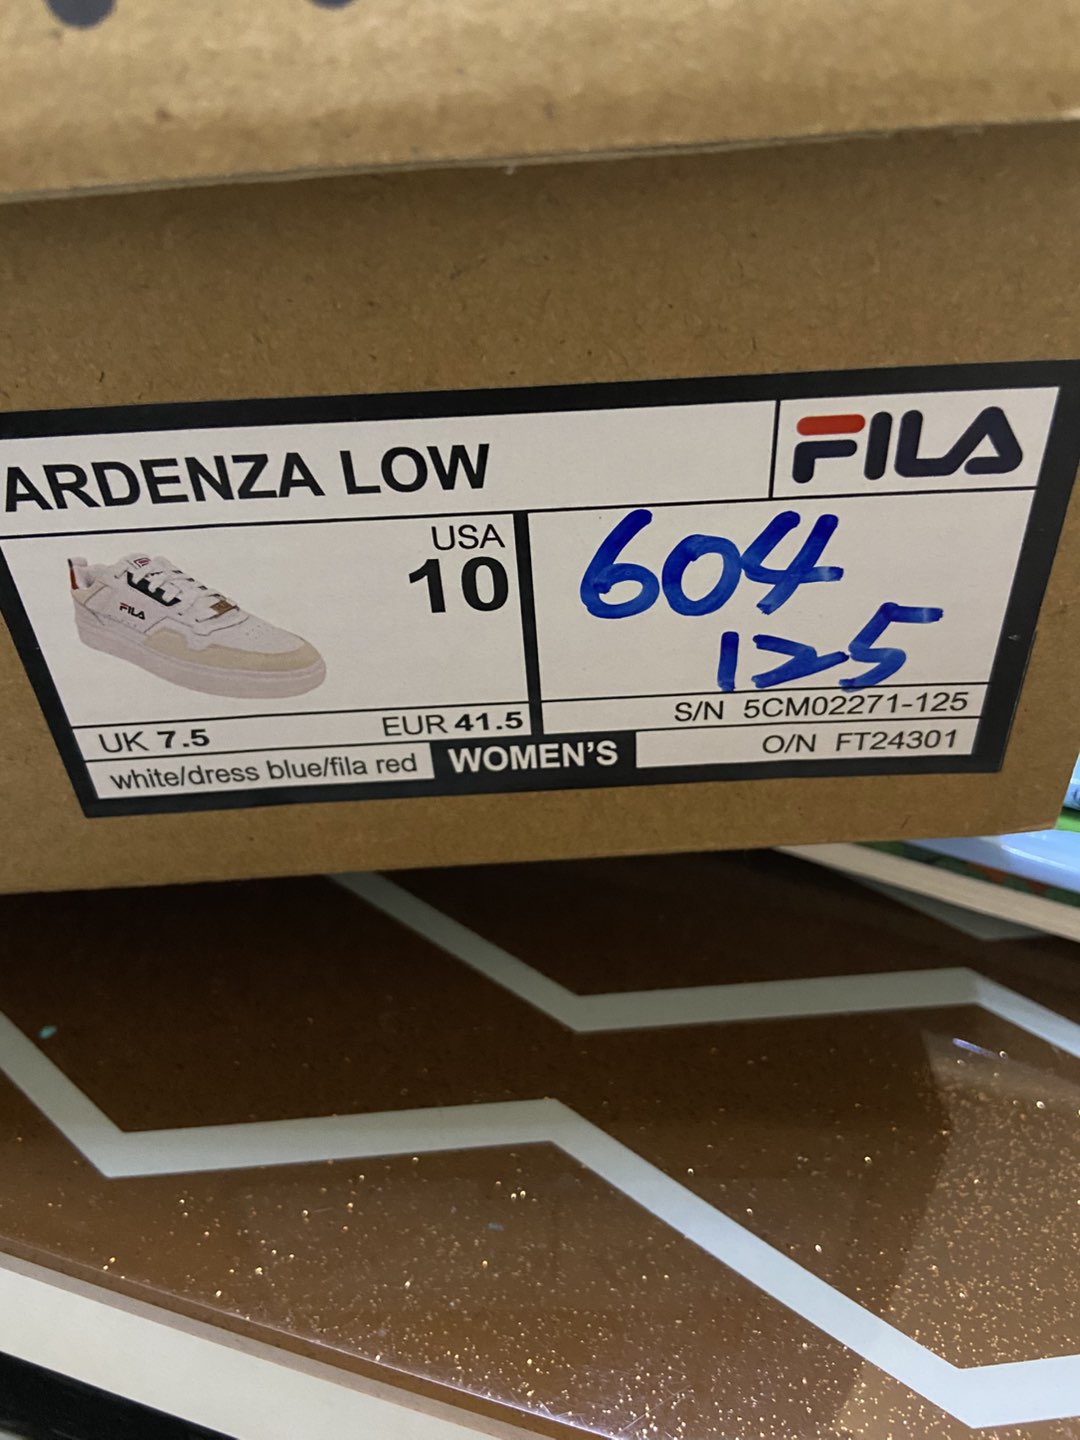 ARDENZA LOW
FILA
USA
10
FILA
UK 7.5
EUR 41.5
white/dress blue/fila red
WOMEN'S
604
125
S/N 5CM02271-125
O/N FT24301